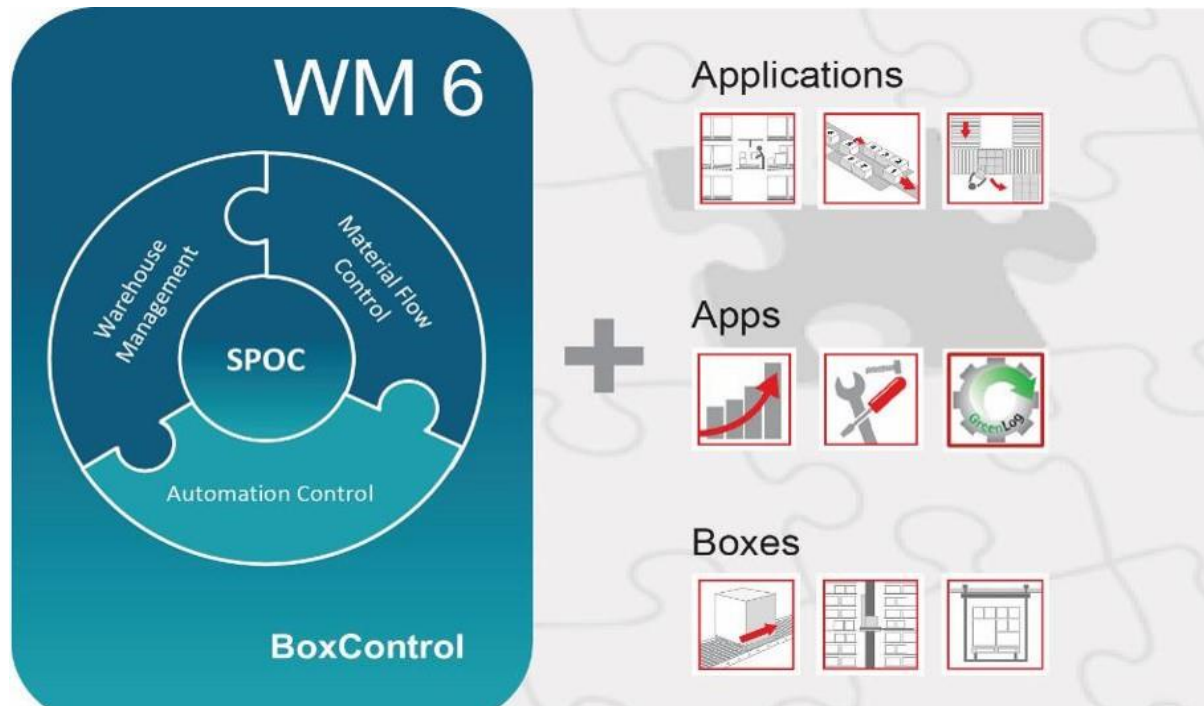 WM 6
Warehouse
Management
Material Flow
Control
SPOC
Automation Control
BoxControl
Applications
Apps
GreenLog
Boxes